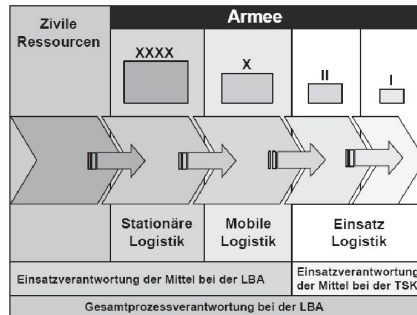 Zivile
Ressourcen
Armee
XXXX
X
II
I
Stationäre
Logistik
Mobile
Logistik
Einsatz
Logistik
Einsatzverantwortung der Mittel bei der LBA
Einsatzverantwortung
der Mittel bei der TSK
Gesamtprozessverantwortung bei der LBA